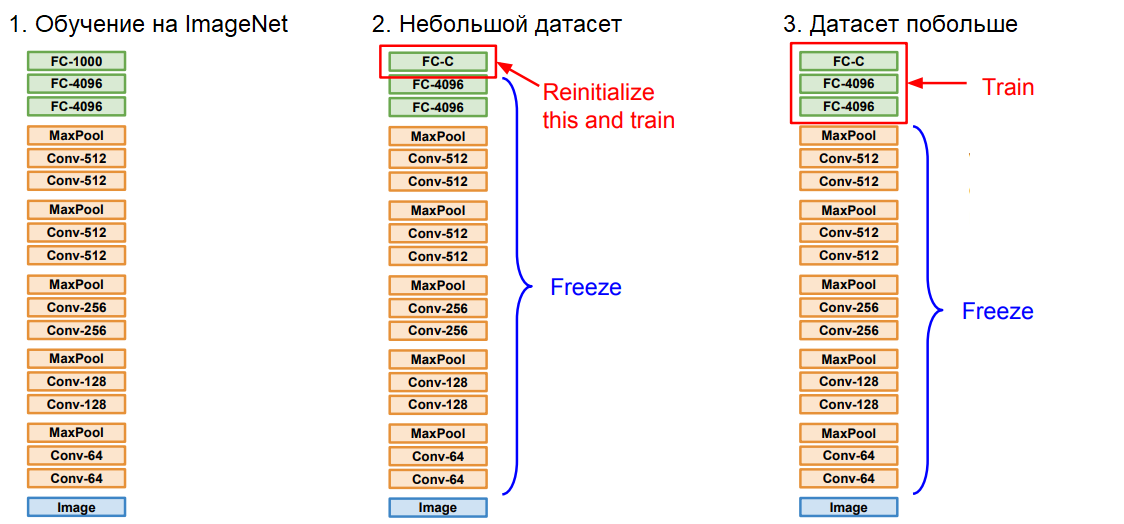 1. Обучение на ImageNet
FC-1000
FC-4096
FC-4096
MaxPool
Conv-512
Conv-512
MaxPool
Conv-512
Conv-512
MaxPool
Conv-256
Conv-256
MaxPool
Conv-128
Conv-128
MaxPool
Conv-64
Conv-64
Image
2. Небольшой датасет
FC-C
FC-4096
FC-4096
MaxPool
Conv-512
Conv-512
MaxPool
Conv-512
Conv-512
MaxPool
Conv-256
Conv-256
MaxPool
Conv-128
Conv-128
MaxPool
Conv-64
Conv-64
Image
Reinitialize
this and train
Freeze
3. Датасет побольше
FC-C
FC-4096
FC-4096
MaxPool
Conv-512
Conv-512
MaxPool
Conv-512
Conv-512
MaxPool
Conv-256
Conv-256
MaxPool
Conv-128
Conv-128
MaxPool
Conv-64
Conv-64
Image
Train
Freeze